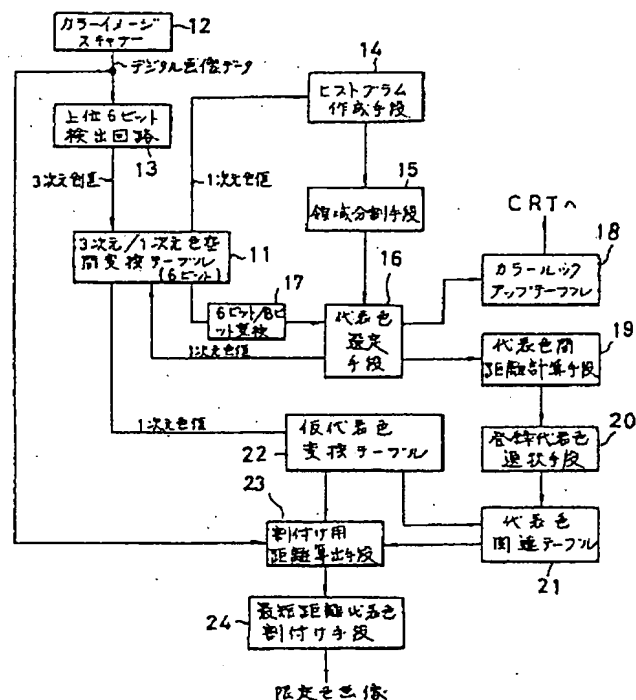 カラーイメージ
スキャナー
12
デジタル画像データ
上位6ビット
検出回路
13
3次元色値
1次元色値
14
ヒストグラム
作成手段
15
領域分割手段
3次元/1次元色空
間変換テーブル
(6ビット)
11
17
6ビット/8ビ
ット変換
1次元色値
16
代表色
選定
手段
CRTへ
18
カラールック
アップテーブル
19
代表色間
距離計算手段
20
登録代表色
選択手段
1次元色値
22
仮代表色
変換テーブル
23
割付け用
距離算出手段
代表色
関連テーブル
21
24
最短距離代表色
割付け手段
限定色画像